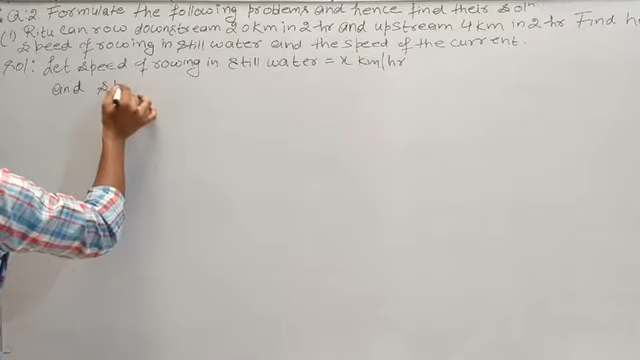 Q.2 Formulate the following problems and hence find their soln.
(i) Ritu can row downstream 20 km in 2 hr and upstream 4 km in 2 hr Find he
speed of rowing in still water and the speed of the current.
sol: Let speed of rowing in still water = x km/hr
and